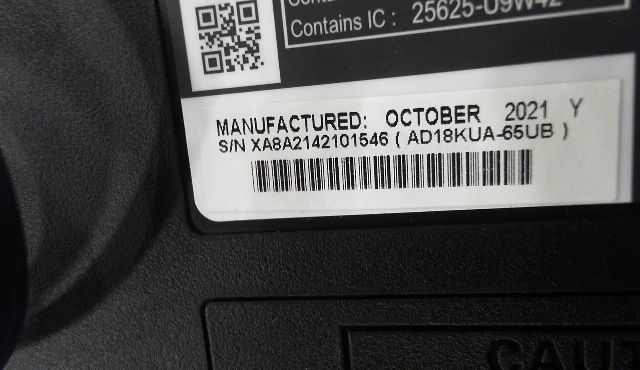 Contains IC : 25625-U9W42
MANUFACTURED: OCTOBER 2021 Y
S/N XA8A2142101546 ( AD18KUA-65UB )